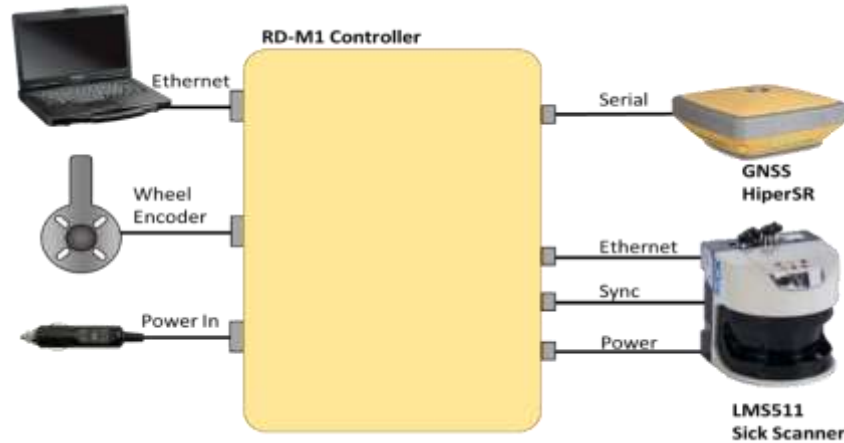 RD-M1 Controller
Ethernet
Serial
GNSS
HiperSR
Wheel
Encoder
Ethernet
Sync
Power In
Power
LMS511
Sick Scanner